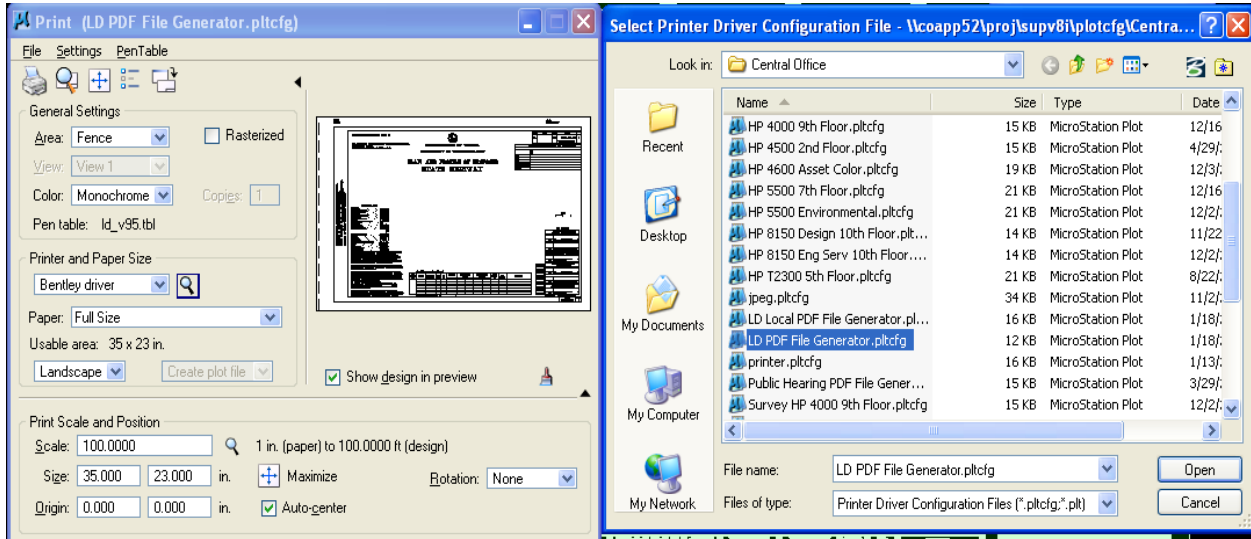 Print (LD PDF File Generator.pltcfg)
File Settings PenTable
General Settings
Area: Fence Rasterized
View: View 1
Color: Monochrome Copies: 1
Pen table: ld_v95.tbl
Printer and Paper Size
Bentley driver
Paper: Full Size
Usable area: 35 x 23 in.
Landscape Create plot file
STATE HIGHWAY
Show design in preview
Print Scale and Position
Scale: 100.0000 1 in. (paper) to 100.0000 ft (design)
Size: 35.000 23.000 in. Maximize Rotation: None
Origin: 0.000 0.000 in. Auto-center
Select Printer Driver Configuration File - \\coapp52\proj\supv8i\plotcfg\Centra...
Look in: Central Office
Recent
Desktop
My Documents
My Computer
My Network
Name Size Type Date
HP 4000 9th Floor.pltcfg 15 KB MicroStation Plot 12/16
HP 4500 2nd Floor.pltcfg 15 KB MicroStation Plot 4/29/
HP 4600 Asset Color.pltcfg 19 KB MicroStation Plot 12/3/
HP 5500 7th Floor.pltcfg 21 KB MicroStation Plot 12/16
HP 5500 Environmental.pltcfg 21 KB MicroStation Plot 12/2/
HP 8150 Design 10th Floor.plt... 14 KB MicroStation Plot 11/22
HP 8150 Eng Serv 10th Floor.... 14 KB MicroStation Plot 12/2/
HP T2300 5th Floor.pltcfg 21 KB MicroStation Plot 8/22/
jpeg.pltcfg 34 KB MicroStation Plot 11/2/
LD Local PDF File Generator.pl... 16 KB MicroStation Plot 1/18/
LD PDF File Generator.pltcfg 12 KB MicroStation Plot 1/18/
printer.pltcfg 16 KB MicroStation Plot 1/13/
Public Hearing PDF File Gener... 15 KB MicroStation Plot 3/29/
Survey HP 4000 9th Floor.pltcfg 15 KB MicroStation Plot 12/2/
File name: LD PDF File Generator.pltcfg Open
Files of type: Printer Driver Configuration Files (*.pltcfg;*.plt) Cancel